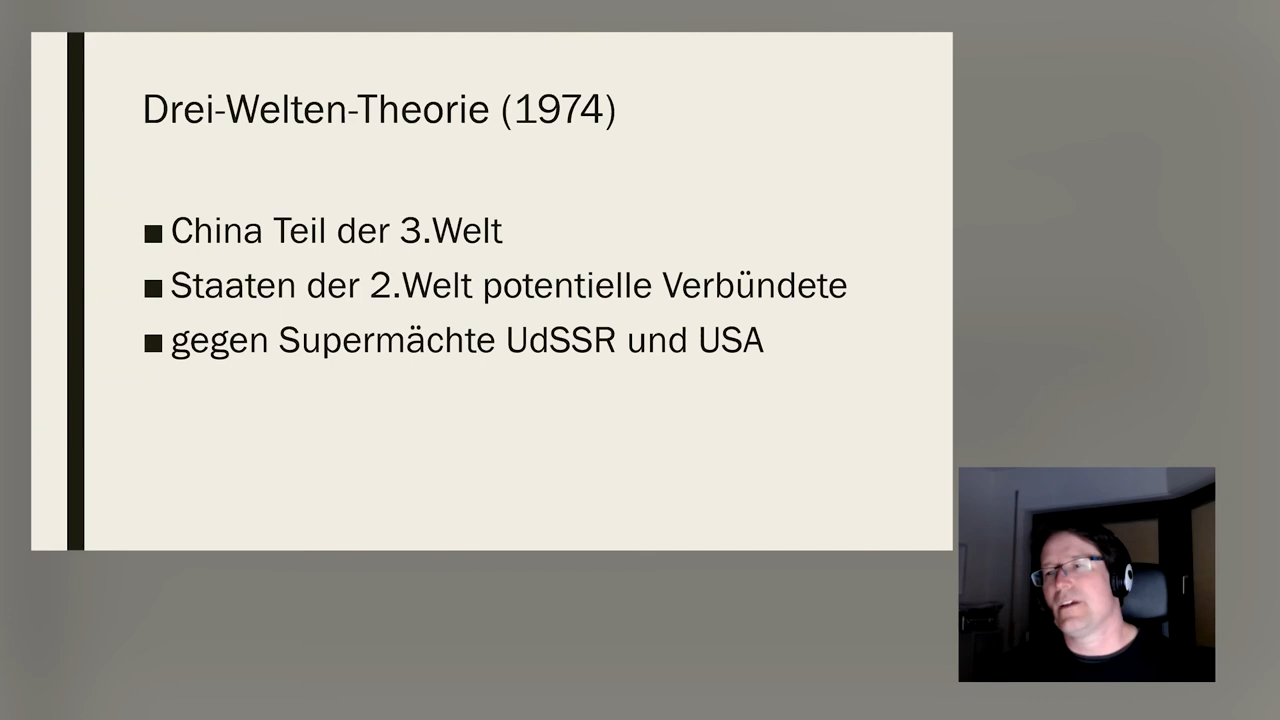 Drei-Welten-Theorie (1974)
■ China Teil der 3.Welt
■ Staaten der 2.Welt potentielle Verbündete
■ gegen Supermächte UdSSR und USA